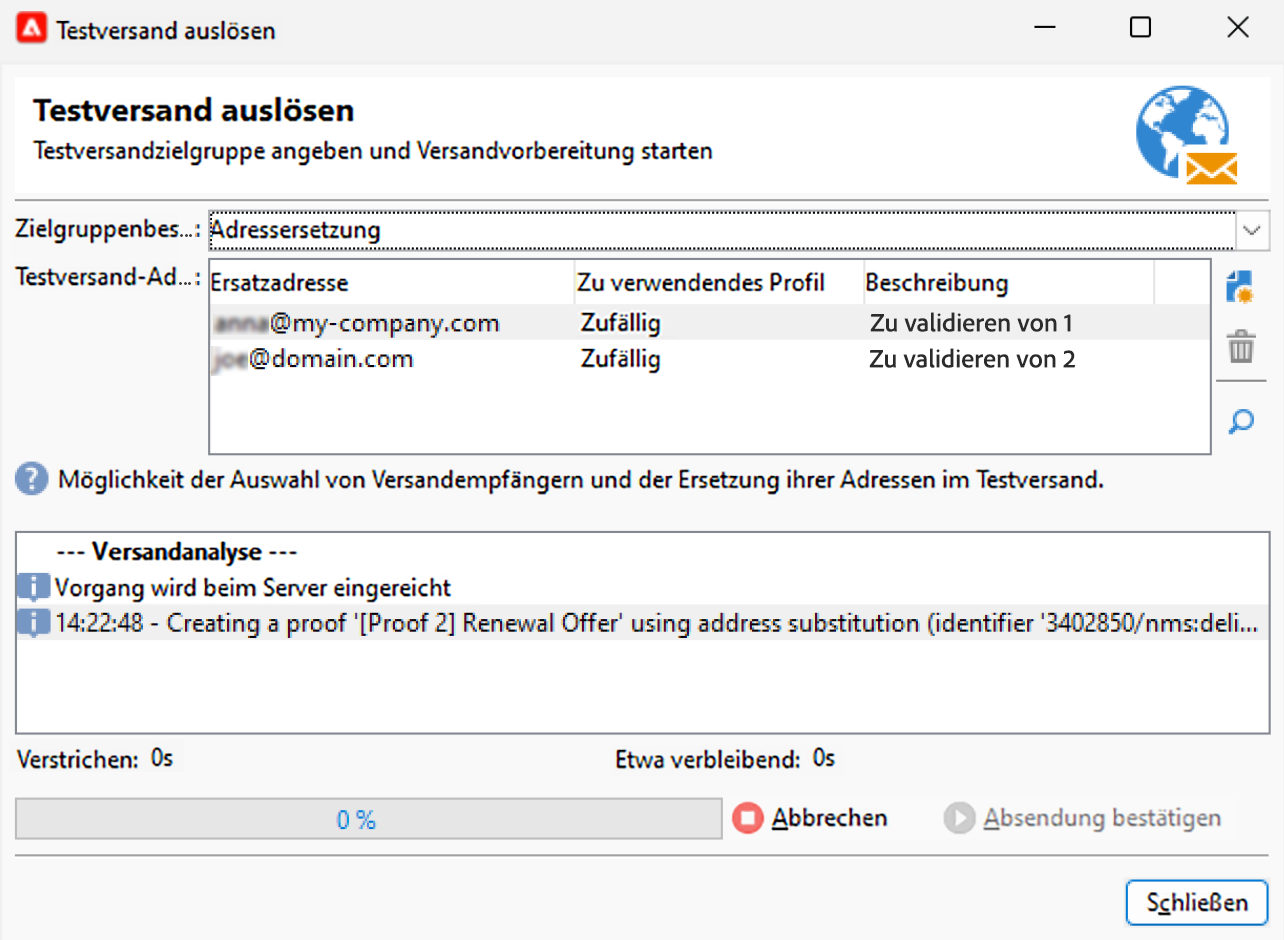 Testversand auslösen
Testversand auslösen
Testversandzielgruppe angeben und Versandvorbereitung starten
Zielgruppenbes...: Adressersetzung
Testversand-Ad...:
Ersatzadresse Zu verwendendes Profil Beschreibung
@my-company.com Zufällig Zu validieren von 1
@domain.com Zufällig Zu validieren von 2
Möglichkeit der Auswahl von Versandempfängern und der Ersetzung ihrer Adressen im Testversand.
--- Versandanalyse ---
Vorgang wird beim Server eingereicht
14:22:48 - Creating a proof '[Proof 2] Renewal Offer' using address substitution (identifier '3402850/nms:deli...
Verstrichen: 0s Etwa verbleibend: 0s
0 % Abbrechen Absendung bestätigen
Schließen